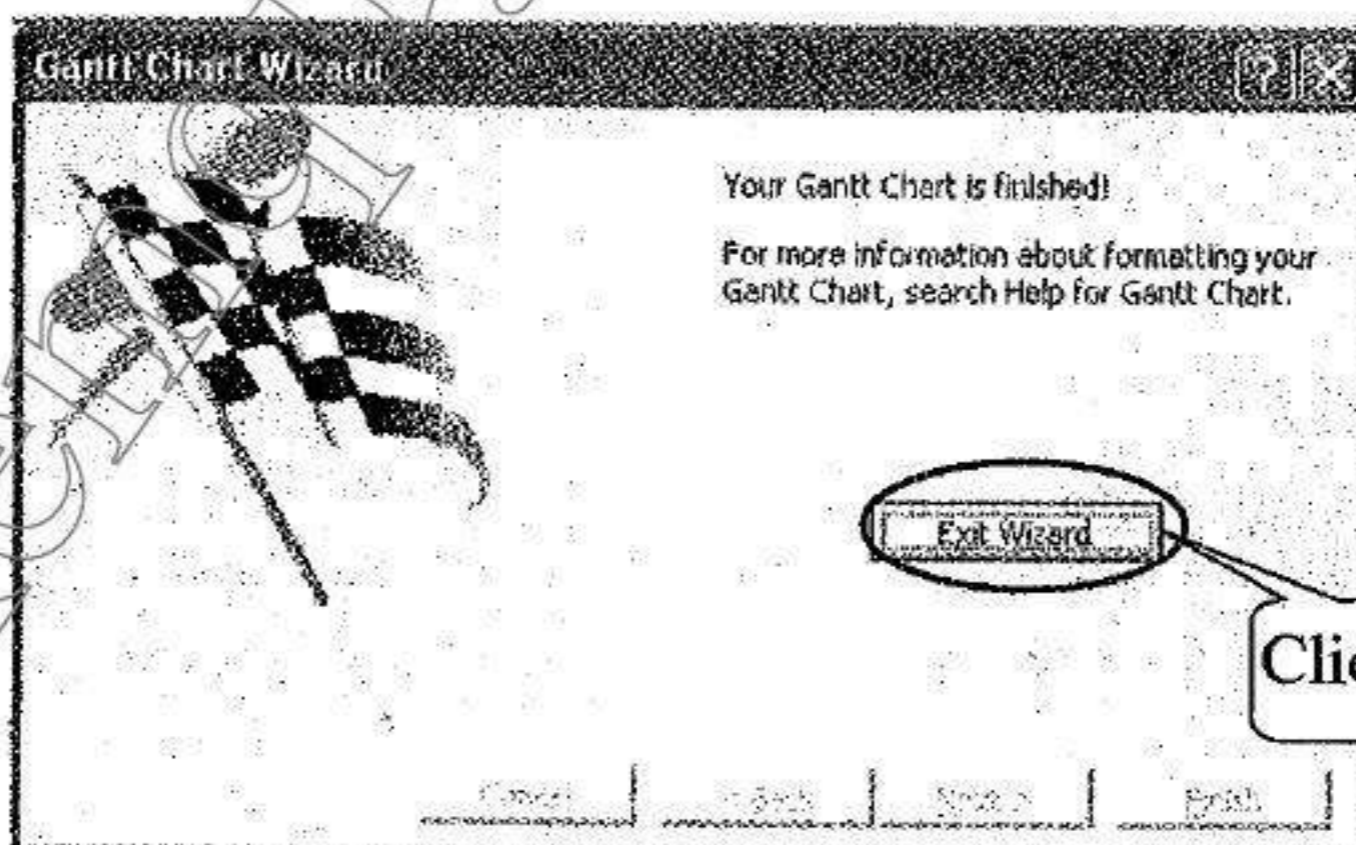 Gantt Chart Wizard
Your Gantt Chart is finished!
For more information about formatting your
Gantt Chart, search Help for Gantt Chart.
Exit Wizard
Clic
Cancel
< Back
Next >
Finish